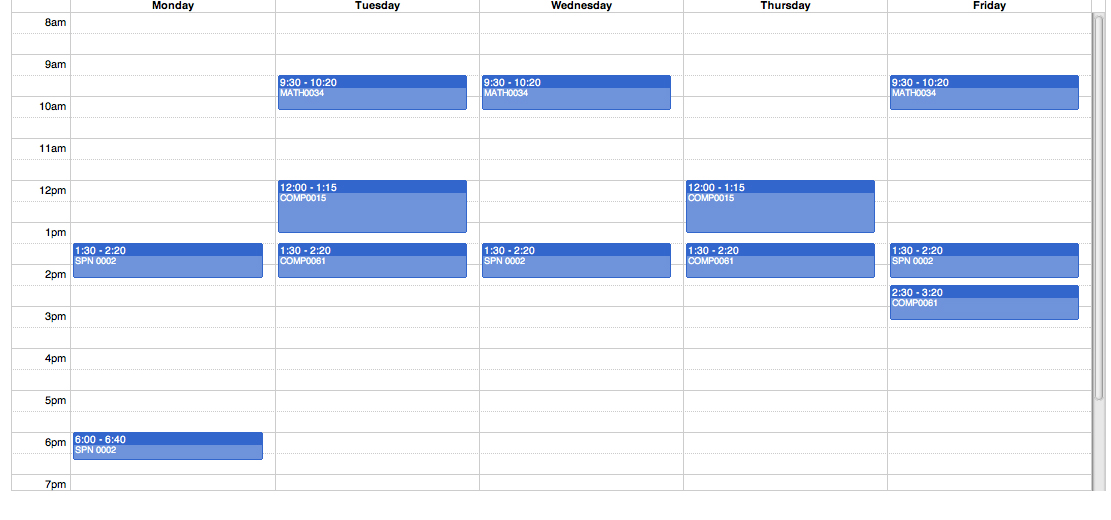 Monday Tuesday Wednesday Thursday Friday
8am
9am
9:30 - 10:20 9:30 - 10:20 9:30 - 10:20
MATH0034 MATH0034 MATH0034
10am
11am
12pm
12:00 - 1:15 12:00 - 1:15
COMP0015 COMP0015
1pm
1:30 - 2:20 1:30 - 2:20 1:30 - 2:20 1:30 - 2:20 1:30 - 2:20
SPN 0002 COMP0061 SPN 0002 COMP0061 SPN 0002
2pm
2:30 - 3:20
COMP0061
3pm
4pm
5pm
6pm
6:00 - 6:40
SPN 0002
7pm